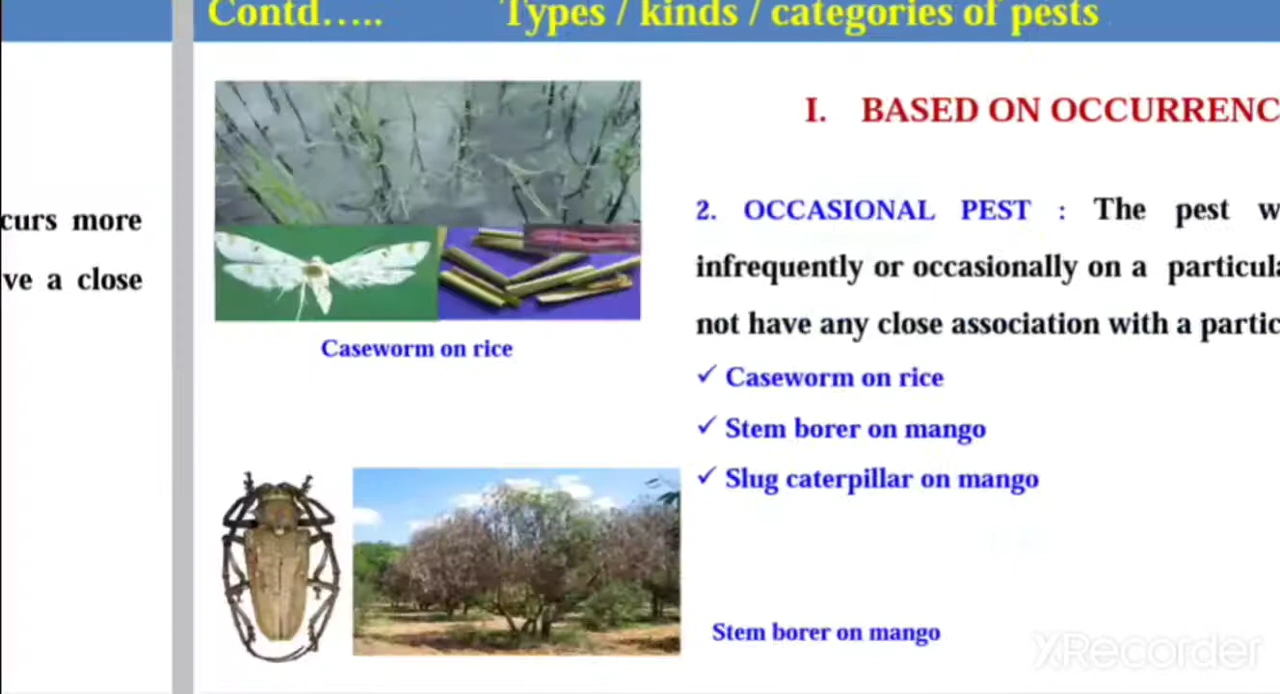 Contd..... Types / kinds / categories of pests
curs more
ve a close
I. BASED ON OCCURRENC
2. OCCASIONAL PEST : The pest w
infrequently or occasionally on a particula
not have any close association with a partic
Caseworm on rice
✓ Caseworm on rice
✓ Stem borer on mango
✓ Slug caterpillar on mango
Stem borer on mango
XRecorder